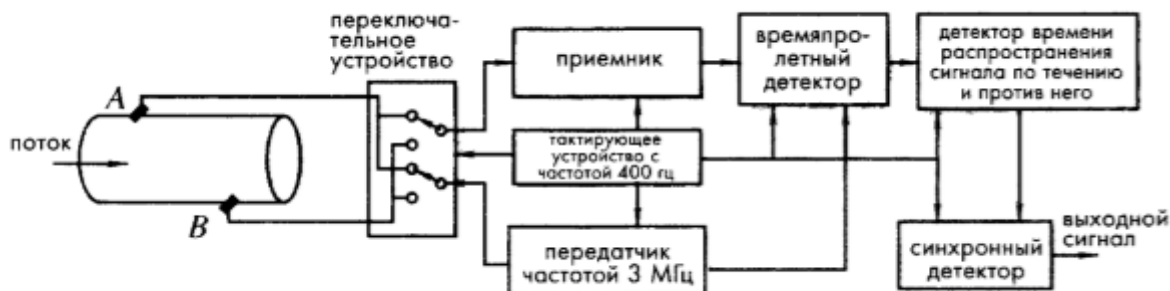 переключа-
тельное
устройство
A
поток
B
приемник
тактирующее
устройство с
частотой 400 гц
передатчик
частотой 3 МГц
времяпро-
летный
детектор
детектор времени
распространения
сигнала по течению
и против него
синхронный
детектор
выходной
сигнал